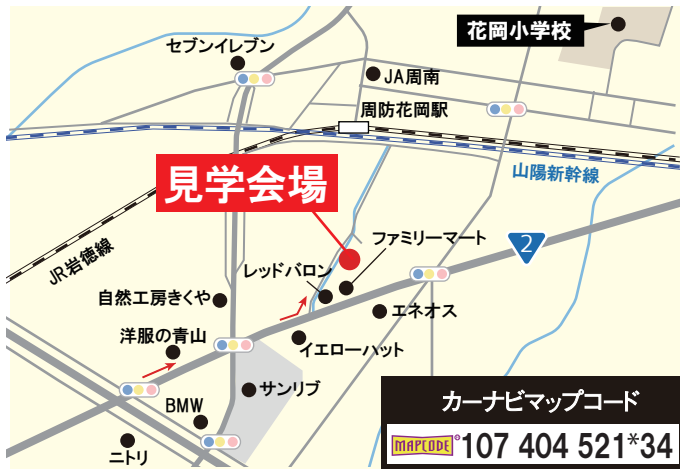 花岡小学校
セブンイレブン
JA周南
周防花岡駅
山陽新幹線
見学会場
JR岩徳線
2
ファミリーマート
レッドバロン
自然工房きくや
エネオス
洋服の青山
イエローハット
サンリブ
BMW
ニトリ
カーナビマップコード
MAPCODE® 107 404 521*34